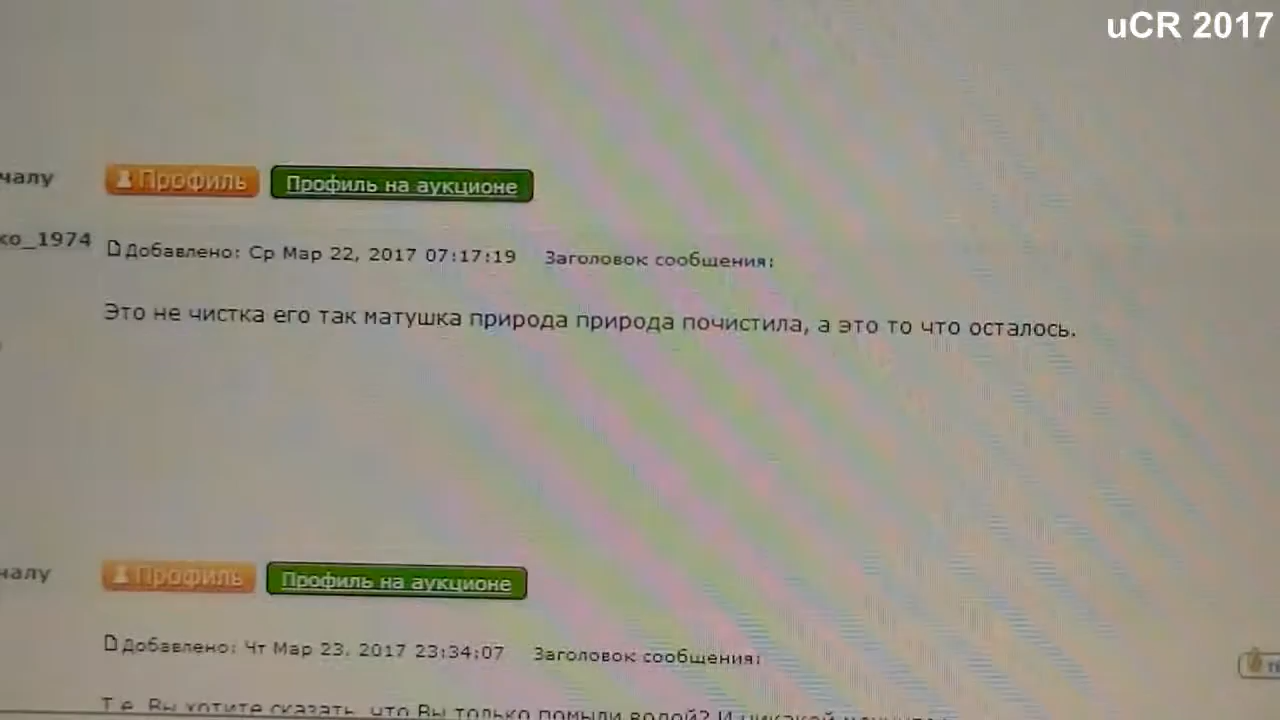 uCR 2017
чалу Профиль Профиль на аукционе
ко_1974 Добавлено: Ср Мар 22, 2017 07:17:19 Заголовок сообщения:
Это не чистка его так матушка природа природа почистила, а это то что осталось.
чалу Профиль Профиль на аукционе
Добавлено: Чт Мар 23, 2017 23:34:07 Заголовок сообщения:
Т.е. Вы хотите сказать, что Вы только помыли водой? И никакой